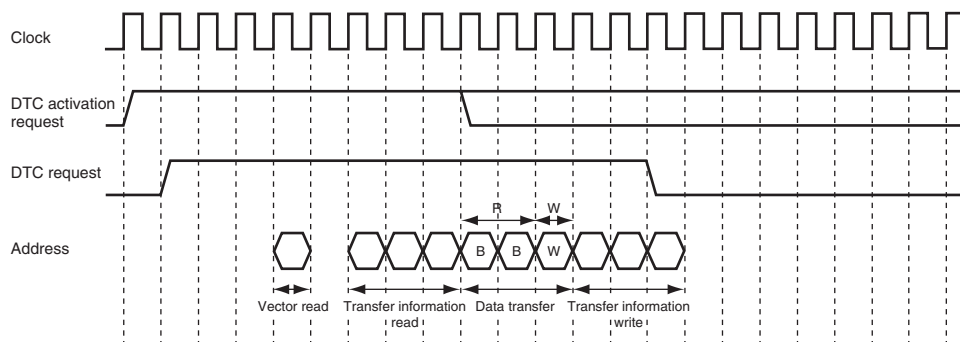 Clock
DTC activation
request
DTC request
R W
Address
B B W
Vector read Transfer information Data transfer Transfer information
read write